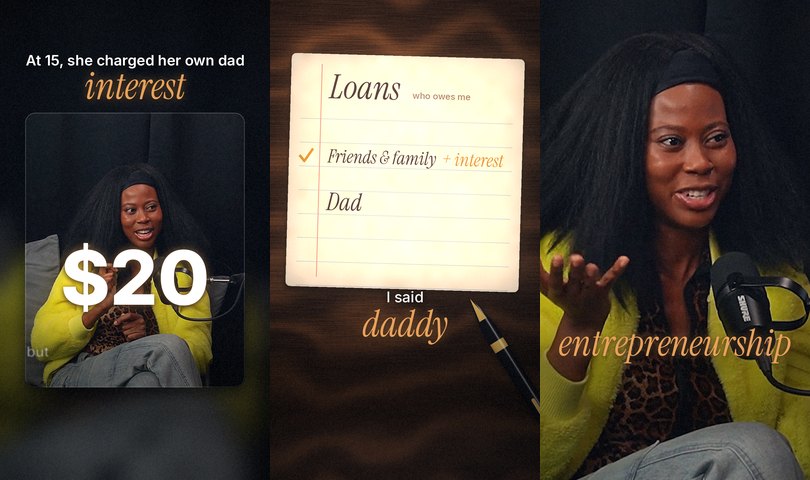 At 15, she charged her own dad
interest
$20
but
Loans who owes me
Friends & family + interest
Dad
I said
daddy
SHURE
entrepreneurship